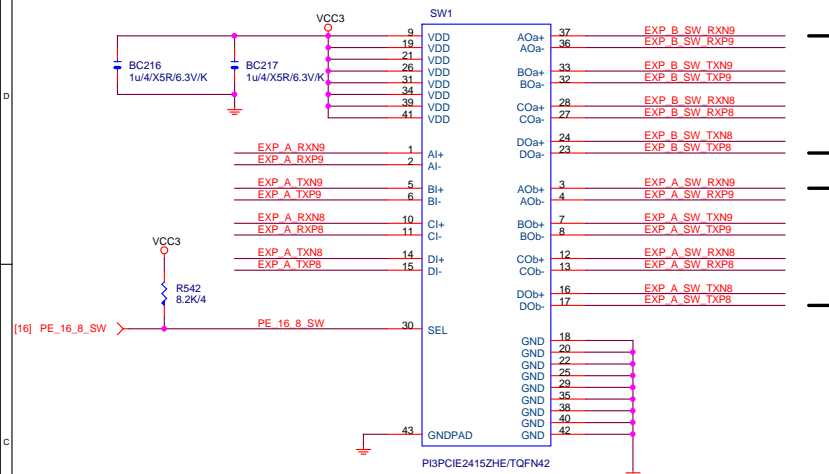 SW1
VCC3
BC216
1u/4/X5R/6.3V/K
BC217
1u/4/X5R/6.3V/K
9 VDD
19 VDD
21 VDD
26 VDD
31 VDD
34 VDD
39 VDD
41 VDD
EXP_A_RXN9 1 AI+
EXP_A_RXP9 2 AI-
EXP_A_TXN9 5 BI+
EXP_A_TXP9 6 BI-
EXP_A_RXN8 10 CI+
EXP_A_RXP8 11 CI-
EXP_A_TXN8 14 DI+
EXP_A_TXP8 15 DI-
VCC3
R542
8.2K/4
[16] PE_16_8_SW PE_16_8_SW 30 SEL
43 GNDPAD
AOa+ 37 EXP_B_SW_RXN9
AOa- 36 EXP_B_SW_RXP9
BOa+ 33 EXP_B_SW_TXN9
BOa- 32 EXP_B_SW_TXP9
COa+ 28 EXP_B_SW_RXN8
COa- 27 EXP_B_SW_RXP8
DOa+ 24 EXP_B_SW_TXN8
DOa- 23 EXP_B_SW_TXP8
AOb+ 3 EXP_A_SW_RXN9
AOb- 4 EXP_A_SW_RXP9
BOb+ 7 EXP_A_SW_TXN9
BOb- 8 EXP_A_SW_TXP9
COb+ 12 EXP_A_SW_RXN8
COb- 13 EXP_A_SW_RXP8
DOb+ 16 EXP_A_SW_TXN8
DOb- 17 EXP_A_SW_TXP8
GND 18
GND 20
GND 22
GND 25
GND 29
GND 35
GND 38
GND 40
GND 42
PI3PCIE2415ZHE/TQFN42
D
C